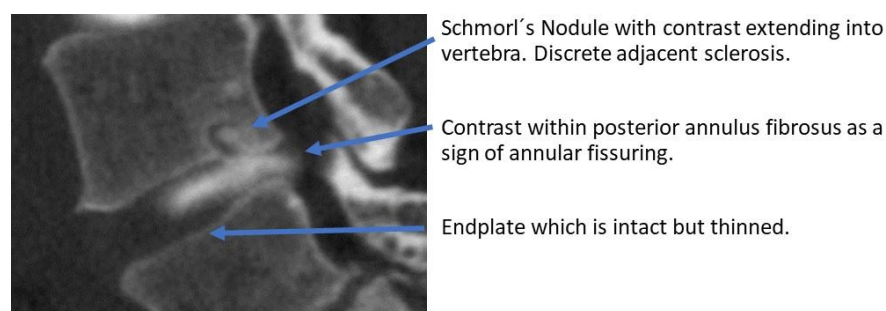 Schmorl´s Nodule with contrast extending into
vertebra. Discrete adjacent sclerosis.
Contrast within posterior annulus fibrosus as a
sign of annular fissuring.
Endplate which is intact but thinned.